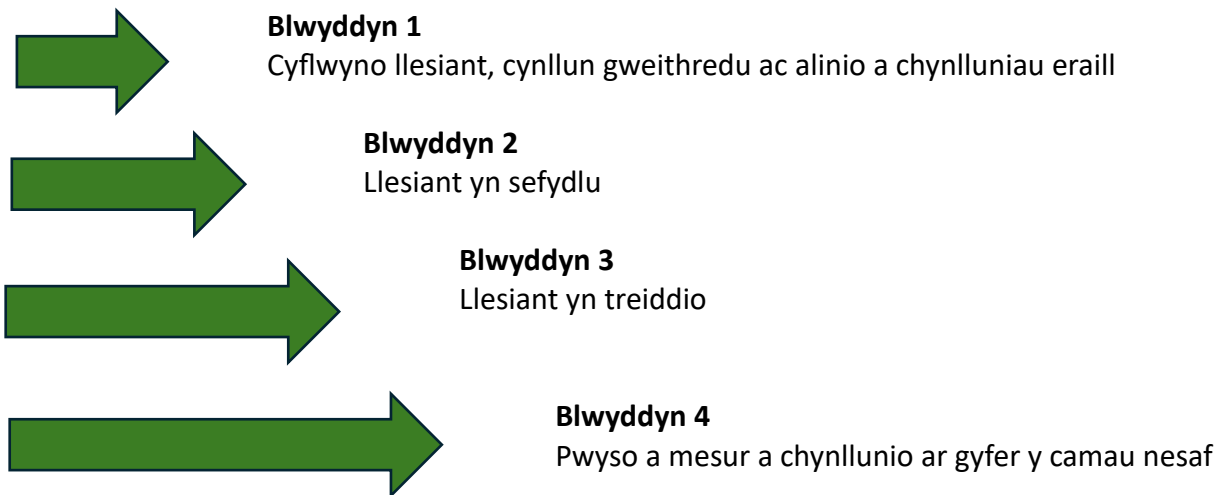 Blwyddyn 1
Cyflwyno llesiant, cynllun gweithredu ac alinio a chynlluniau eraill
Blwyddyn 2
Llesiant yn sefydlu
Blwyddyn 3
Llesiant yn treiddio
Blwyddyn 4
Pwyso a mesur a chynllunio ar gyfer y camau nesaf